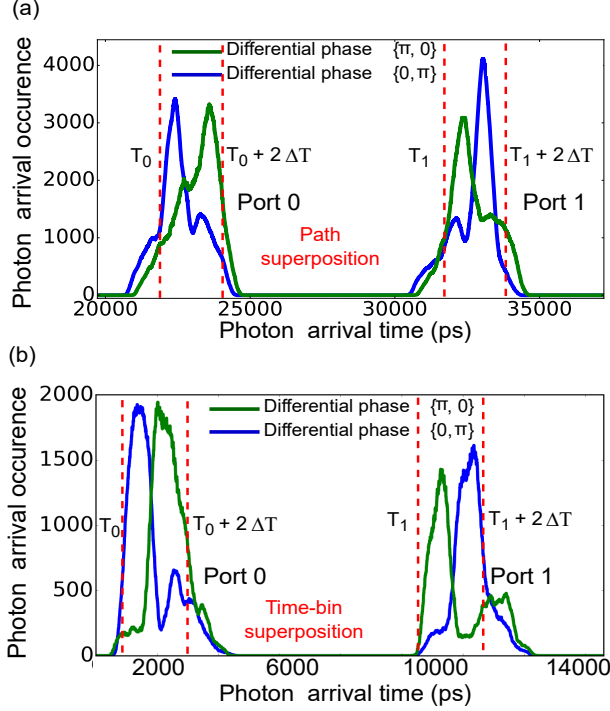 (a)
Differential phase {π, 0}
Differential phase {0, π}
4000
3000
2000
1000
0
Photon arrival occurence
T0
T0 + 2 ΔT
Port 0
Path
superposition
T1
T1 + 2 ΔT
Port 1
20000 25000 30000 35000
Photon arrival time (ps)
(b)
Differential phase {π, 0}
Differential phase {0, π}
2000
1500
1000
500
0
Photon arrival occurence
T0
T0 + 2 ΔT
Port 0
Time-bin
superposition
T1
T1 + 2 ΔT
Port 1
2000 6000 10000 14000
Photon arrival time (ps)